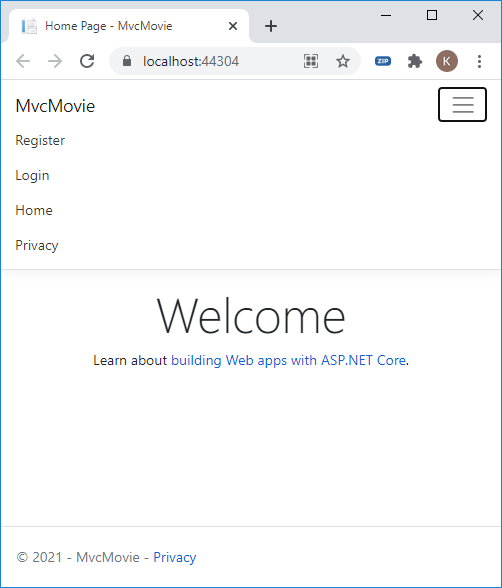 Home Page - MvcMovie
localhost:44304
ZIP
K
MvcMovie
Register
Login
Home
Privacy
Welcome
Learn about building Web apps with ASP.NET Core.
© 2021 - MvcMovie - Privacy